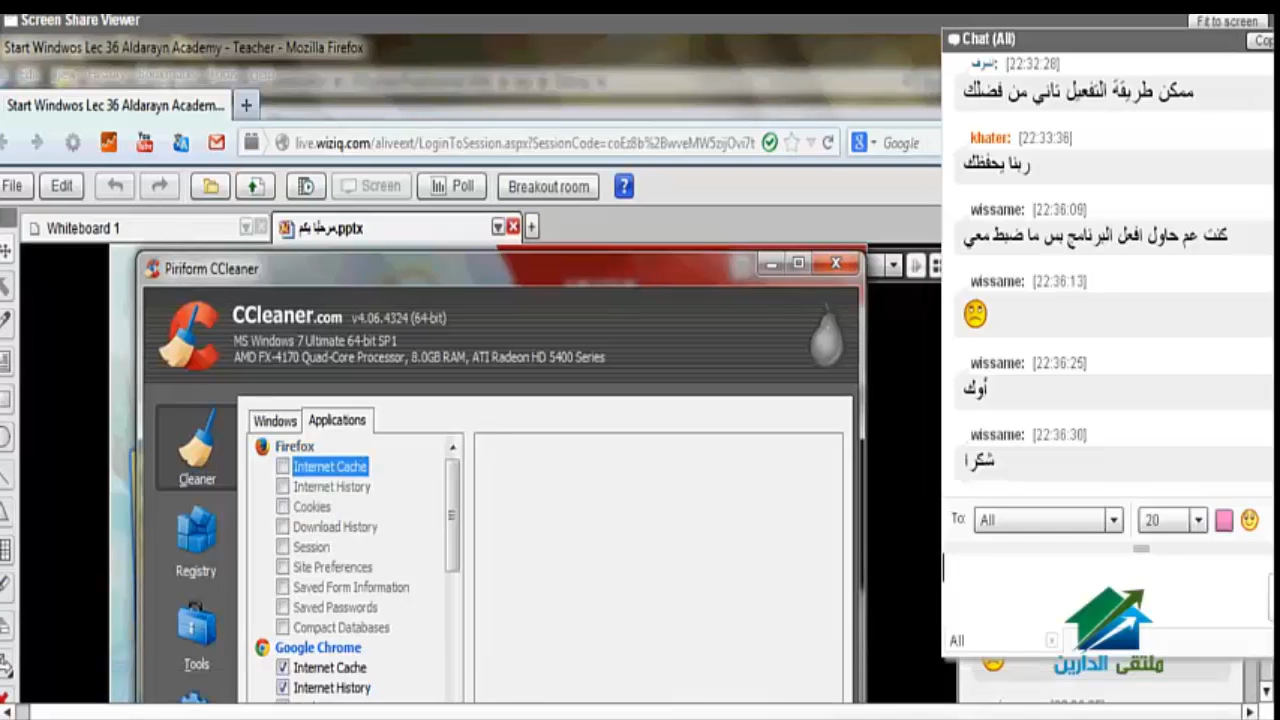 Screen Share Viewer
Fit to screen
Start Windwos Lec 36 Aldarayn Academy - Teacher - Mozilla Firefox
Start Windwos Lec 36 Aldarayn Academ... +
live.wiziq.com/aliveext/LoginToSession.aspx?SessionCode=coEz8b%2BwveMW5zijOvi7t
Google
File Edit Screen Poll Breakout room ?
Whiteboard 1
مرحبا بكم.pptx
Piriform CCleaner
CCleaner.com v4.06.4324 (64-bit)
MS Windows 7 Ultimate 64-bit SP1
AMD FX-4170 Quad-Core Processor, 8.0GB RAM, ATI Radeon HD 5400 Series
Cleaner
Registry
Tools
Windows Applications
Firefox
Internet Cache
Internet History
Cookies
Download History
Session
Site Preferences
Saved Form Information
Saved Passwords
Compact Databases
Google Chrome
Internet Cache
Internet History
Chat (All)
اشرف: [22:32:28]
ممكن طريقة التفعيل تاني من فضلك
khater: [22:33:36]
ربنا يحفظك
wissame: [22:36:09]
كنت عم حاول افعل البرنامج بس ما ضبط معي
wissame: [22:36:13]
wissame: [22:36:25]
أوك
wissame: [22:36:30]
شكرا
To: All 20
All
ملتقى الدارين